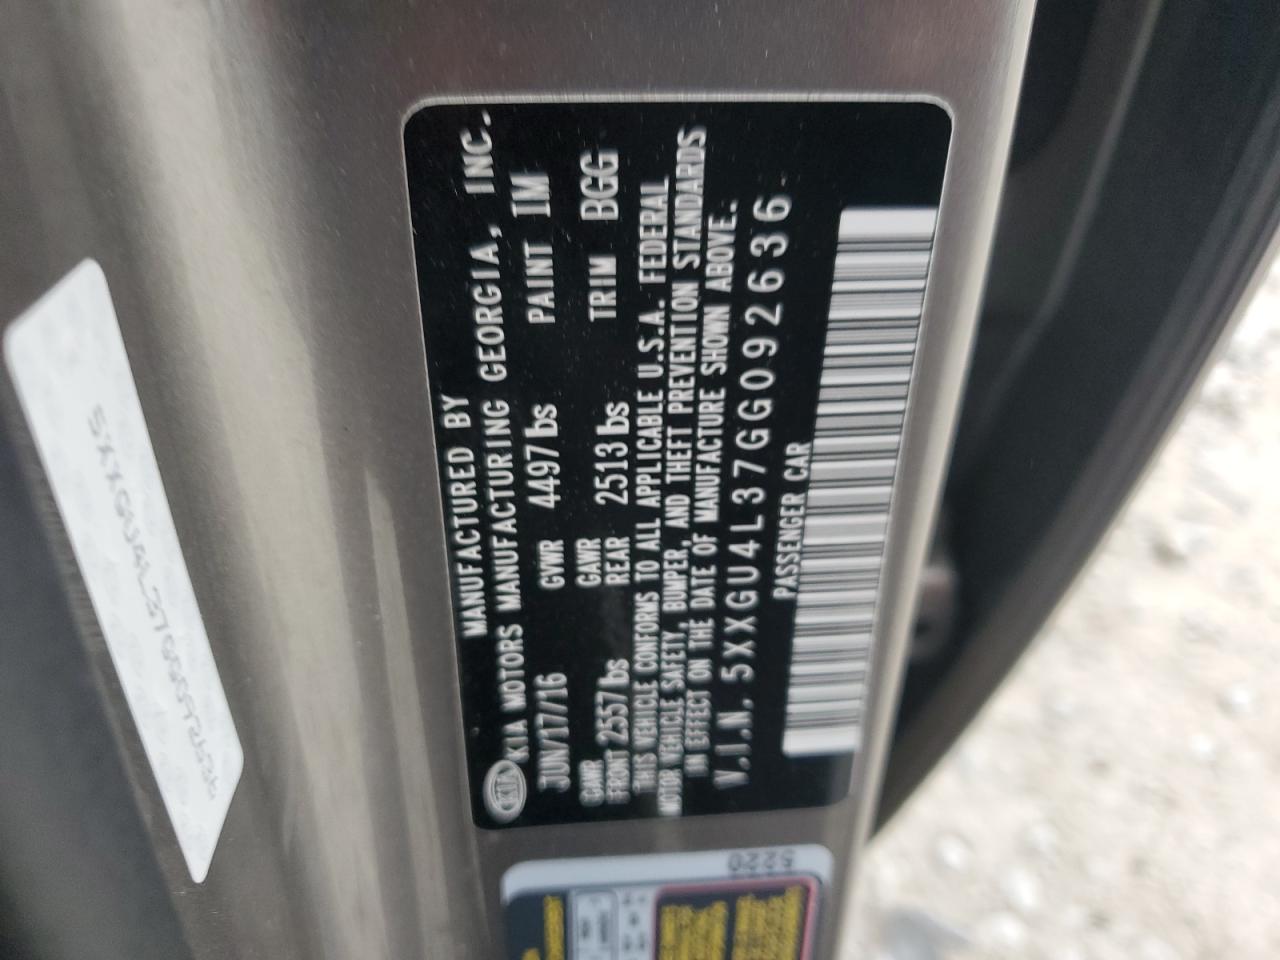 MANUFACTURED BY
KIA MOTORS MANUFACTURING GEORGIA, INC.
KIA
JUN/17/16 GVWR 4497 lbs PAINT IM
GAWR FRONT 2557 lbs GAWR REAR 2513 lbs TRIM BGG
THIS VEHICLE CONFORMS TO ALL APPLICABLE U.S.A. FEDERAL
MOTOR VEHICLE SAFETY, BUMPER, AND THEFT PREVENTION STANDARDS
IN EFFECT ON THE DATE OF MANUFACTURE SHOWN ABOVE.
V.I.N. 5XXGU4L37GG092636
PASSENGER CAR
5XXGU4L37GG092636
5220